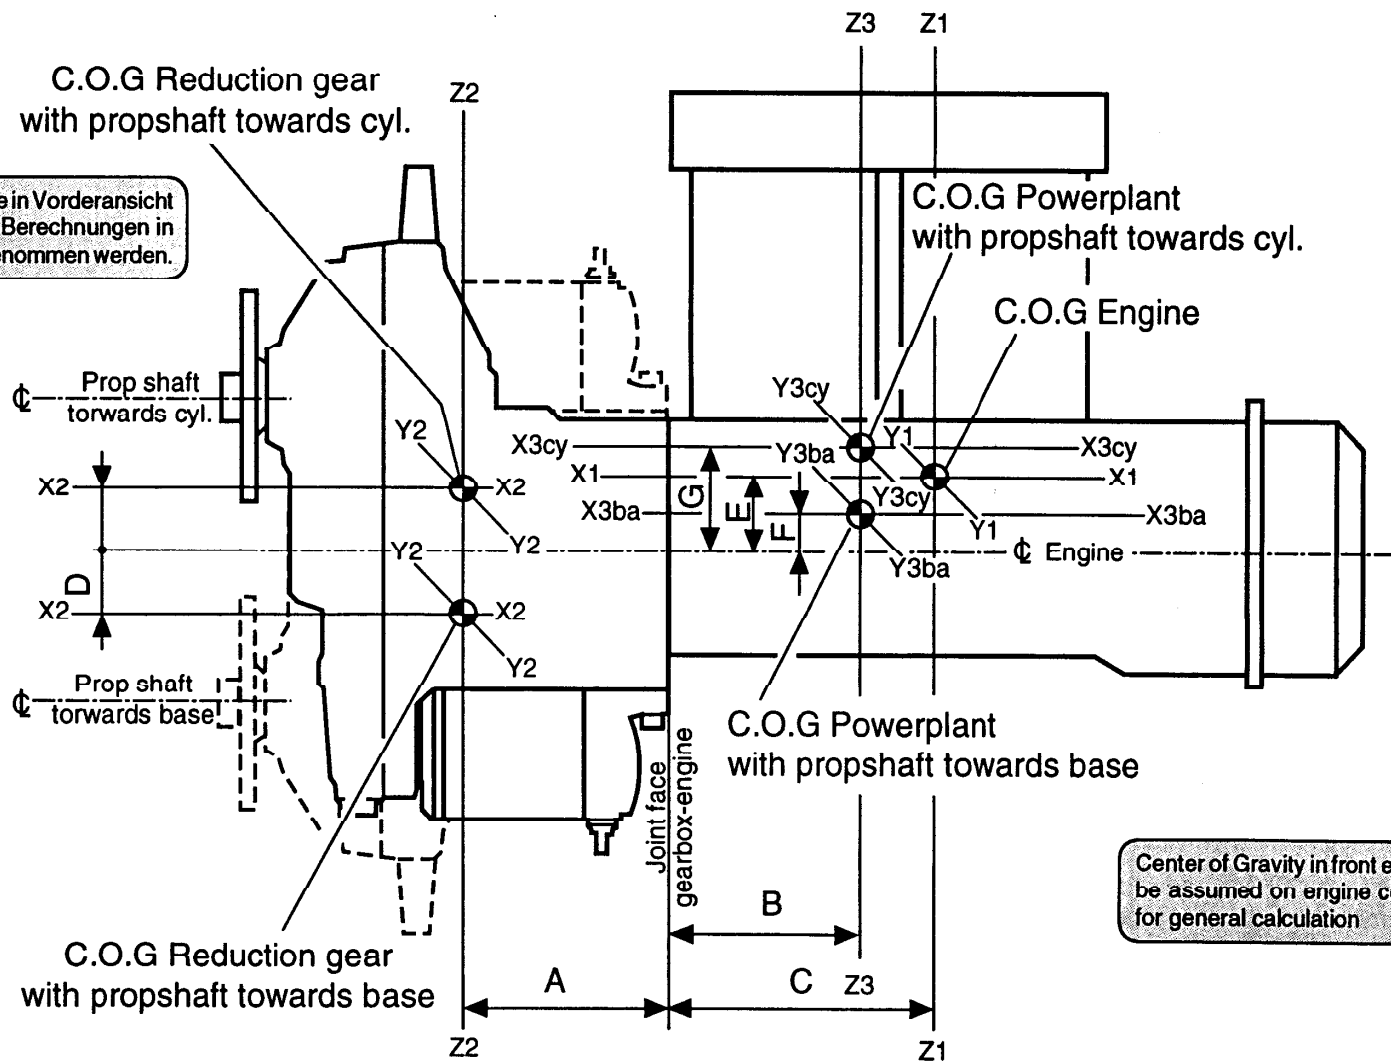 Z3
Z1
C.O.G Reduction gear
with propshaft towards cyl.
Z2
in Vorderansicht
Berechnungen in
werden.
C.O.G Powerplant
with propshaft towards cyl.
C.O.G Engine
℄ Prop shaft
torwards cyl.
Y3cy
Y2
X3cy
Y3ba
Y1
X3cy
X2
X2
X1
G
E
Y3cy
X1
X3ba
F
Y1
X3ba
Y2
Y2
℄ Engine
D
Y3ba
X2
X2
Y2
℄ Prop shaft
torwards base
C.O.G Powerplant
with propshaft towards base
Joint face
gearbox-engine
Center of Gravity in front
be assumed on engine
for general calculation
B
C.O.G Reduction gear
with propshaft towards base
A
C
Z3
Z2
Z1